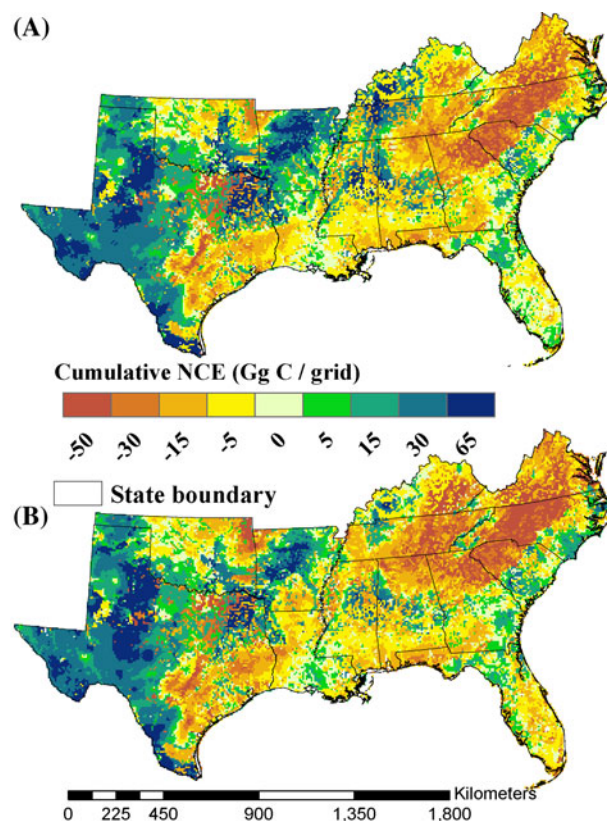 (A)
Cumulative NCE (Gg C / grid)
-50 -30 -15 -5 0 5 15 30 65
State boundary
(B)
Kilometers
0 225 450 900 1.350 1.800